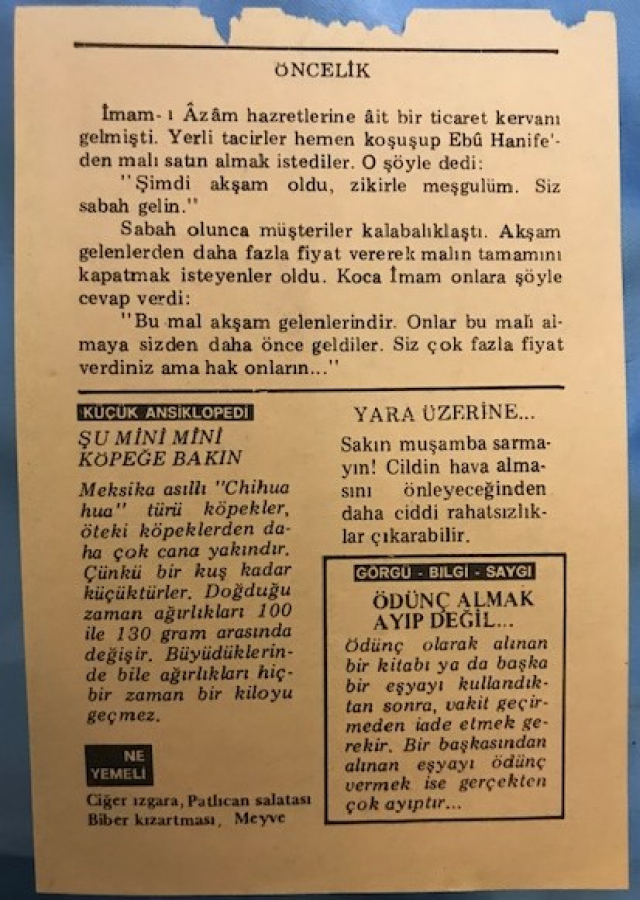 ÖNCELİK
İmam-ı Âzâm hazretlerine âit bir ticaret kervanı
gelmişti. Yerli tacirler hemen koşuşup Ebû Hanife'-
den malı satın almak istediler. O şöyle dedi:
"Şimdi akşam oldu, zikirle meşgulüm. Siz
sabah gelin."
Sabah olunca müşteriler kalabalıklaştı. Akşam
gelenlerden daha fazla fiyat vererek malın tamamını
kapatmak isteyenler oldu. Koca İmam onlara şöyle
cevap verdi:
"Bu mal akşam gelenlerindir. Onlar bu malı al-
maya sizden daha önce geldiler. Siz çok fazla fiyat
verdiniz ama hak onların..."
KÜÇÜK ANSİKLOPEDİ
ŞU MİNİ MİNİ
KÖPEĞE BAKIN
Meksika asıllı "Chihua
hua" türü köpekler,
öteki köpeklerden da-
ha çok cana yakındır.
Çünkü bir kuş kadar
küçüktürler. Doğduğu
zaman ağırlıkları 100
ile 130 gram arasında
değişir. Büyüdüklerin-
de bile ağırlıkları hiç-
bir zaman bir kiloyu
geçmez.
NE
YEMELİ
Ciğer ızgara, Patlıcan salatası
Biber kızartması, Meyve
YARA ÜZERİNE...
Sakın muşamba sarma-
yın! Cildin hava alma-
sını önleyeceğinden
daha ciddi rahatsızlık-
lar çıkarabilir.
GÖRGÜ - BİLGİ - SAYGI
ÖDÜNÇ ALMAK
AYIP DEĞİL...
Ödünç olarak alınan
bir kitabı ya da başka
bir eşyayı kullandık-
tan sonra, vakit geçir-
meden iade etmek ge-
rekir. Bir başkasından
alınan eşyayı ödünç
vermek ise gerçekten
çok ayıptır...